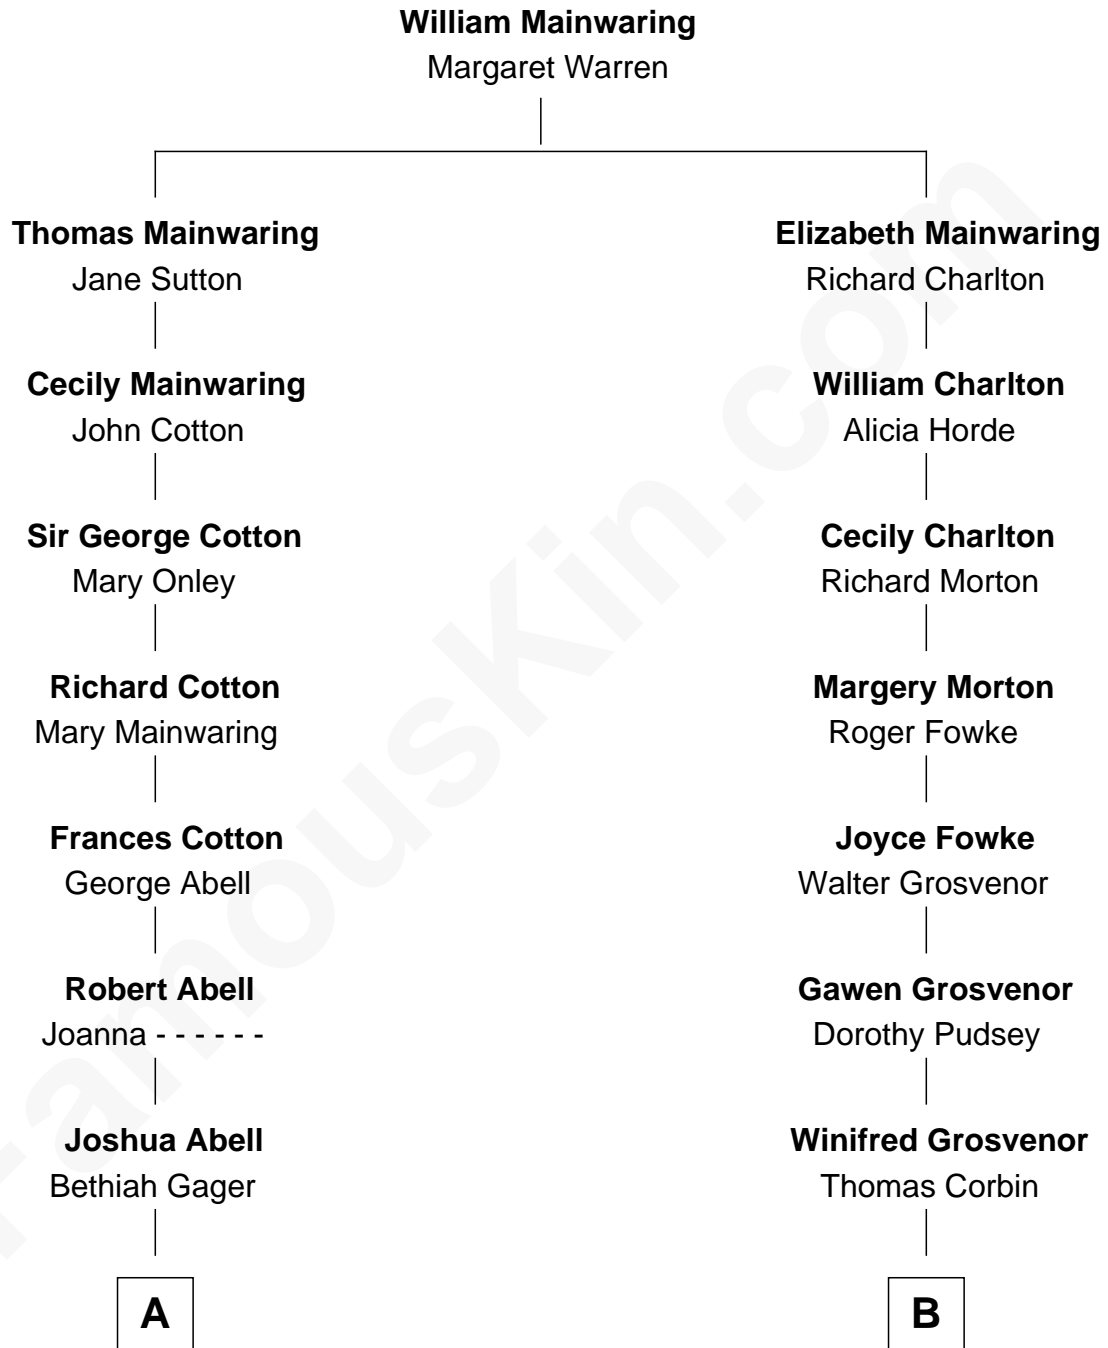 William Mainwaring
Margaret Warren
Thomas Mainwaring
Jane Sutton
Elizabeth Mainwaring
Richard Charlton
Cecily Mainwaring
John Cotton
William Charlton
Alicia Horde
Sir George Cotton
Mary Onley
Cecily Charlton
Richard Morton
Richard Cotton
Mary Mainwaring
Margery Morton
Roger Fowke
Frances Cotton
George Abell
Joyce Fowke
Walter Grosvenor
Robert Abell
Joanna - - - - - -
Gawen Grosvenor
Dorothy Pudsey
Joshua Abell
Bethiah Gager
Winifred Grosvenor
Thomas Corbin
A
B
FamousKin.com